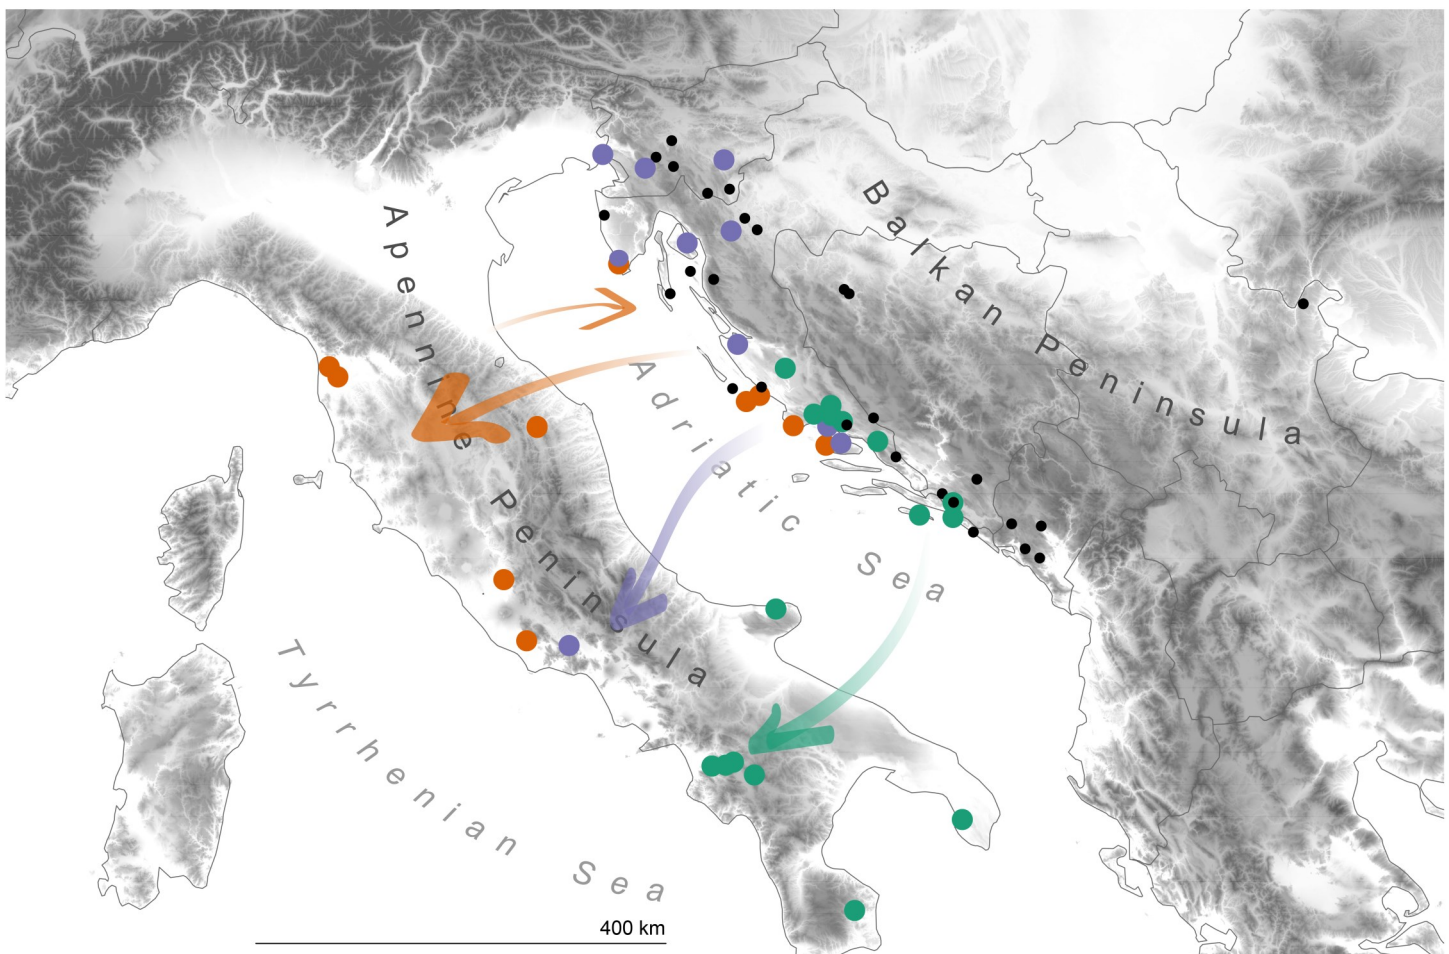 Balkan Peninsula
Apennine Peninsula
Adriatic Sea
Tyrrhenian Sea
400 km